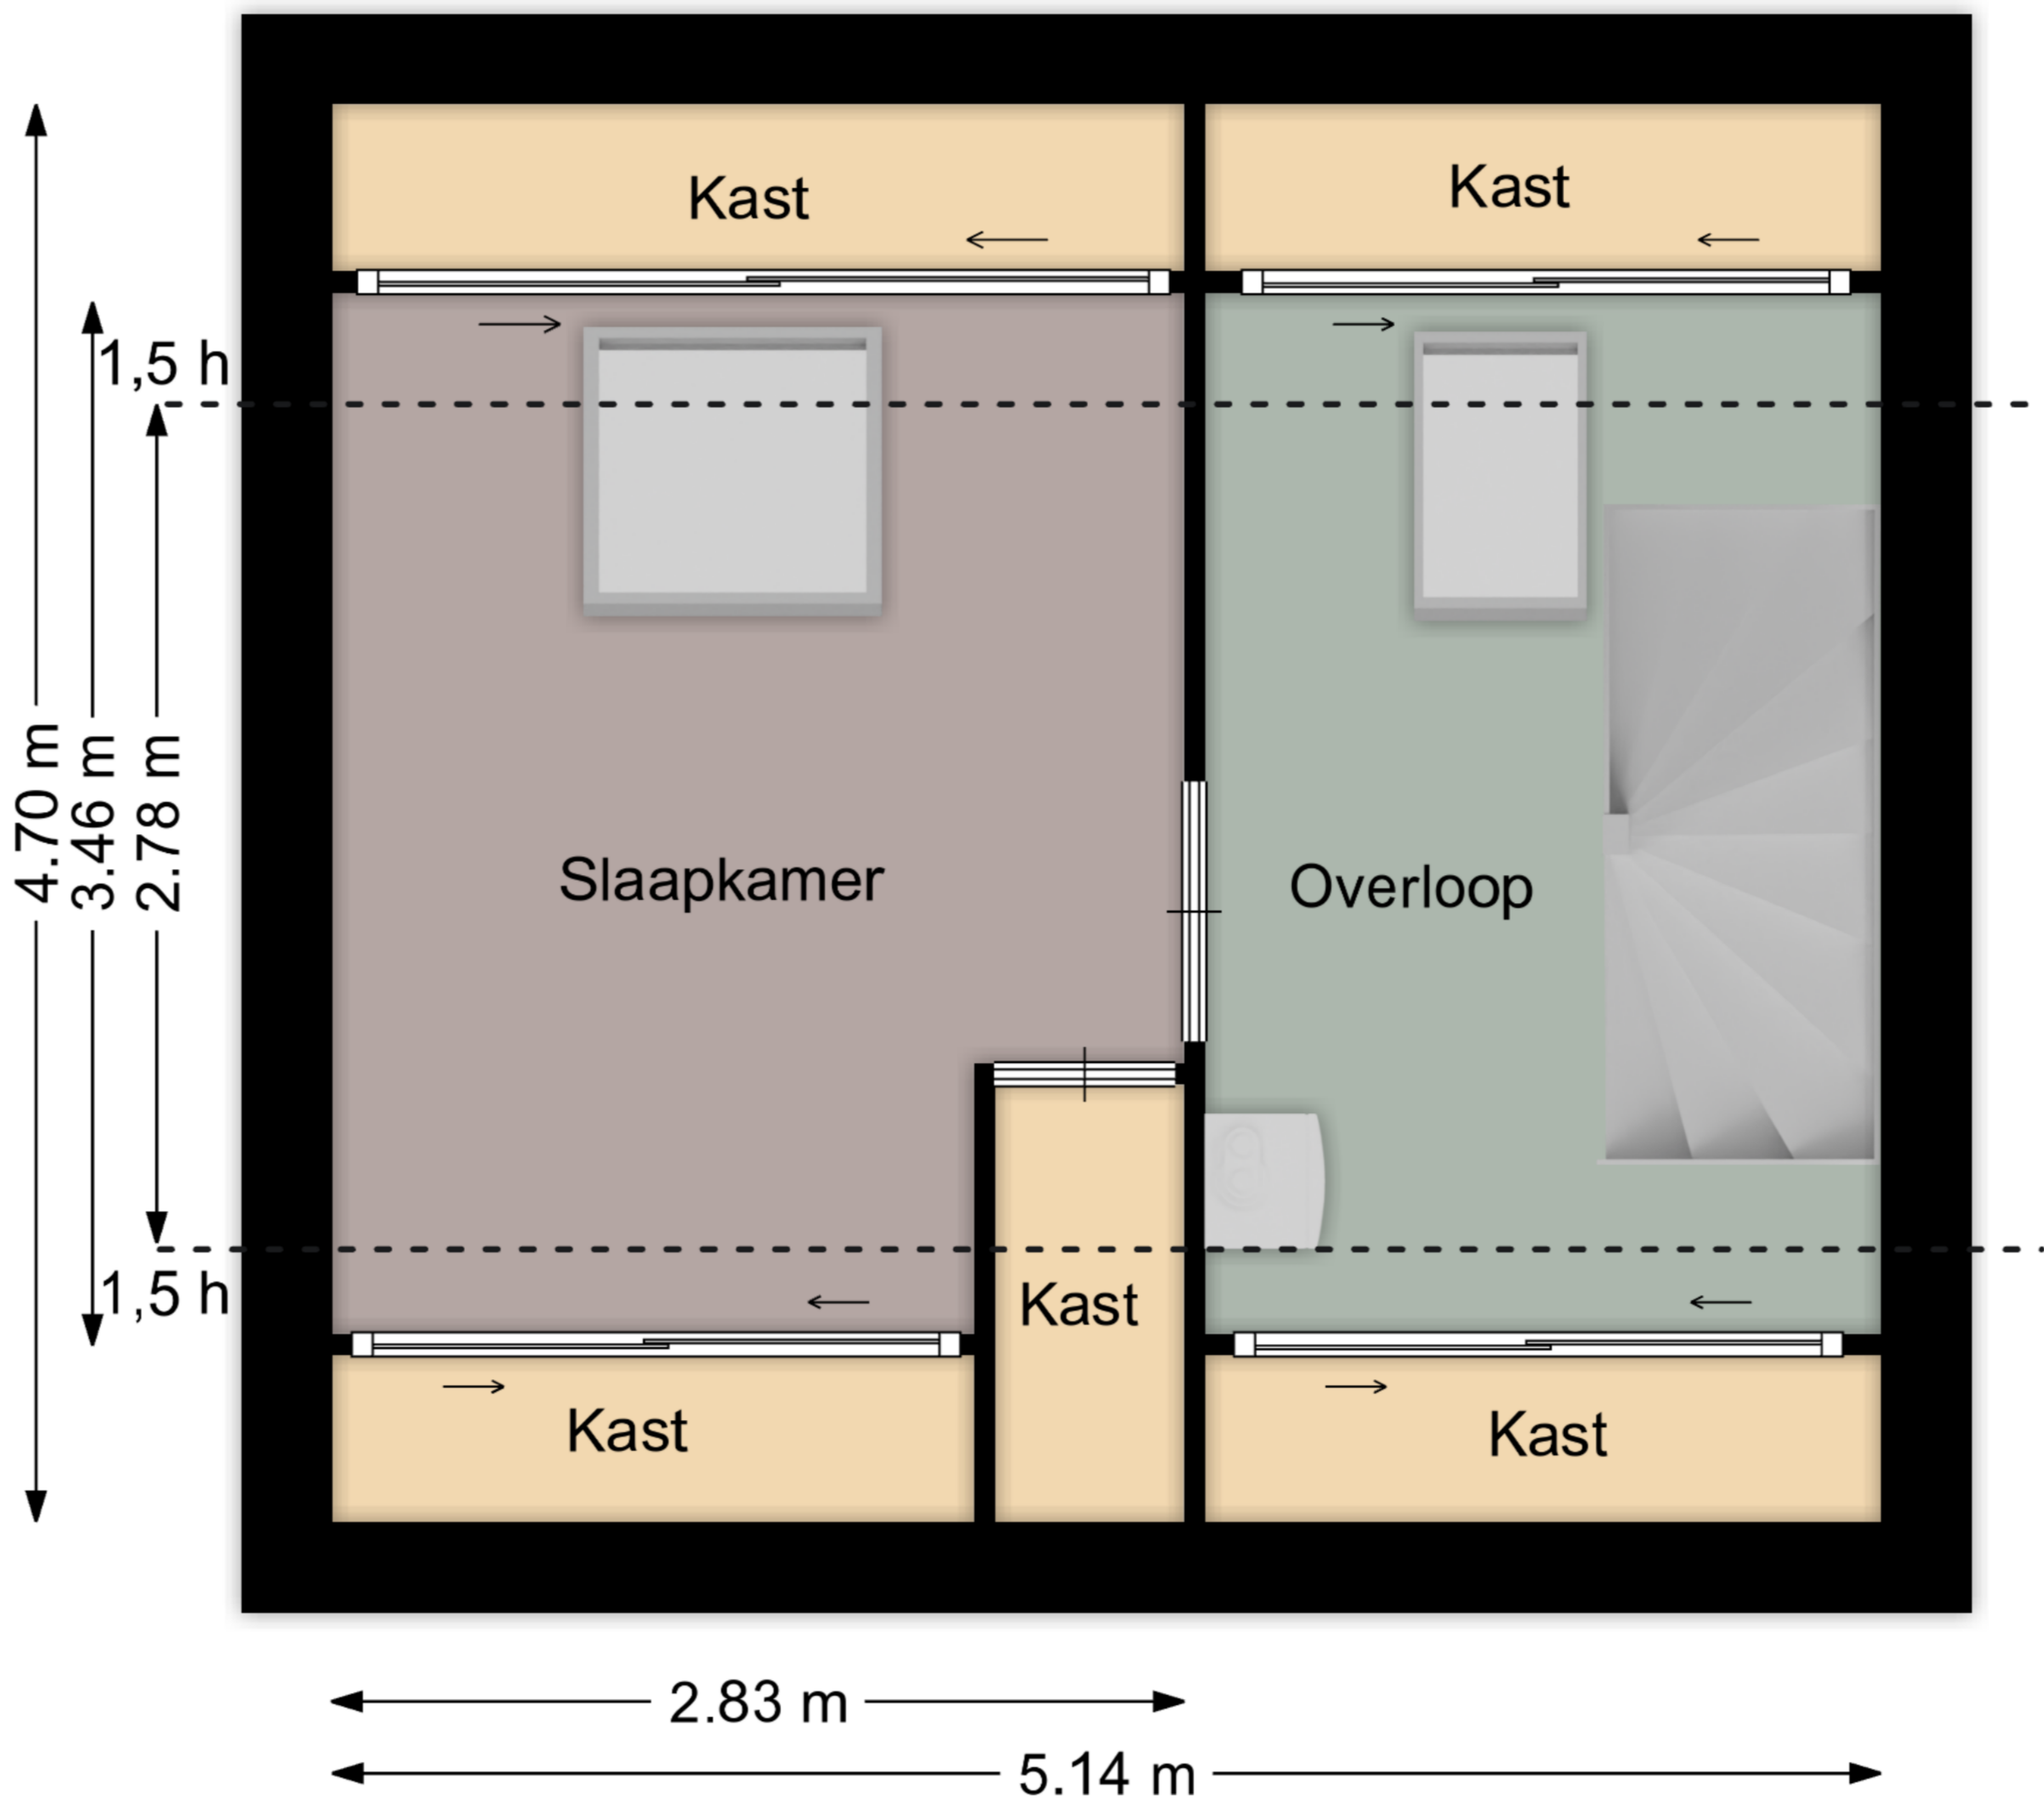 Kast
Kast
1,5 h
4.70 m
3.46 m
2.78 m
Slaapkamer
Overloop
1,5 h
Kast
Kast
Kast
2.83 m
5.14 m